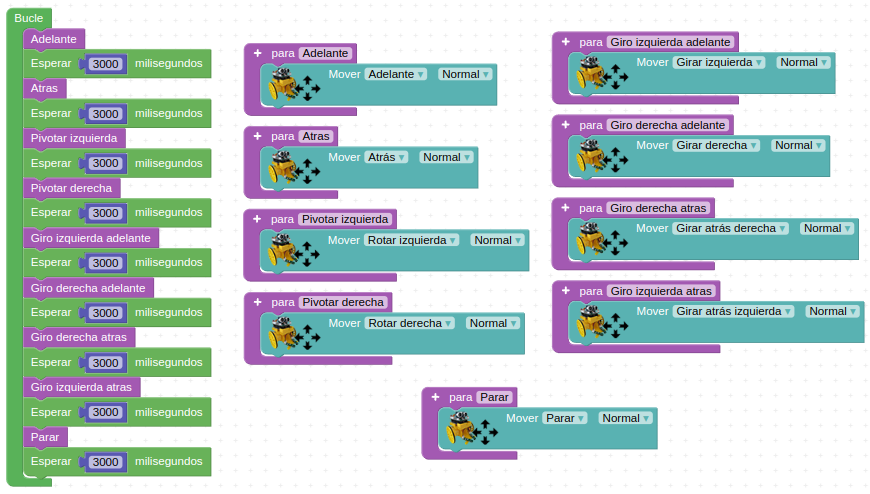 Bucle
Adelante
Esperar 3000 milisegundos
Atras
Esperar 3000 milisegundos
Pivotar izquierda
Esperar 3000 milisegundos
Pivotar derecha
Esperar 3000 milisegundos
Giro izquierda adelante
Esperar 3000 milisegundos
Giro derecha adelante
Esperar 3000 milisegundos
Giro derecha atras
Esperar 3000 milisegundos
Giro izquierda atras
Esperar 3000 milisegundos
Parar
Esperar 3000 milisegundos
+ para Adelante
Mover Adelante Normal
+ para Atras
Mover Atrás Normal
+ para Pivotar izquierda
Mover Rotar izquierda Normal
+ para Pivotar derecha
Mover Rotar derecha Normal
+ para Giro izquierda adelante
Mover Girar izquierda Normal
+ para Giro derecha adelante
Mover Girar derecha Normal
+ para Giro derecha atras
Mover Girar atrás derecha Normal
+ para Giro izquierda atras
Mover Girar atrás izquierda Normal
+ para Parar
Mover Parar Normal